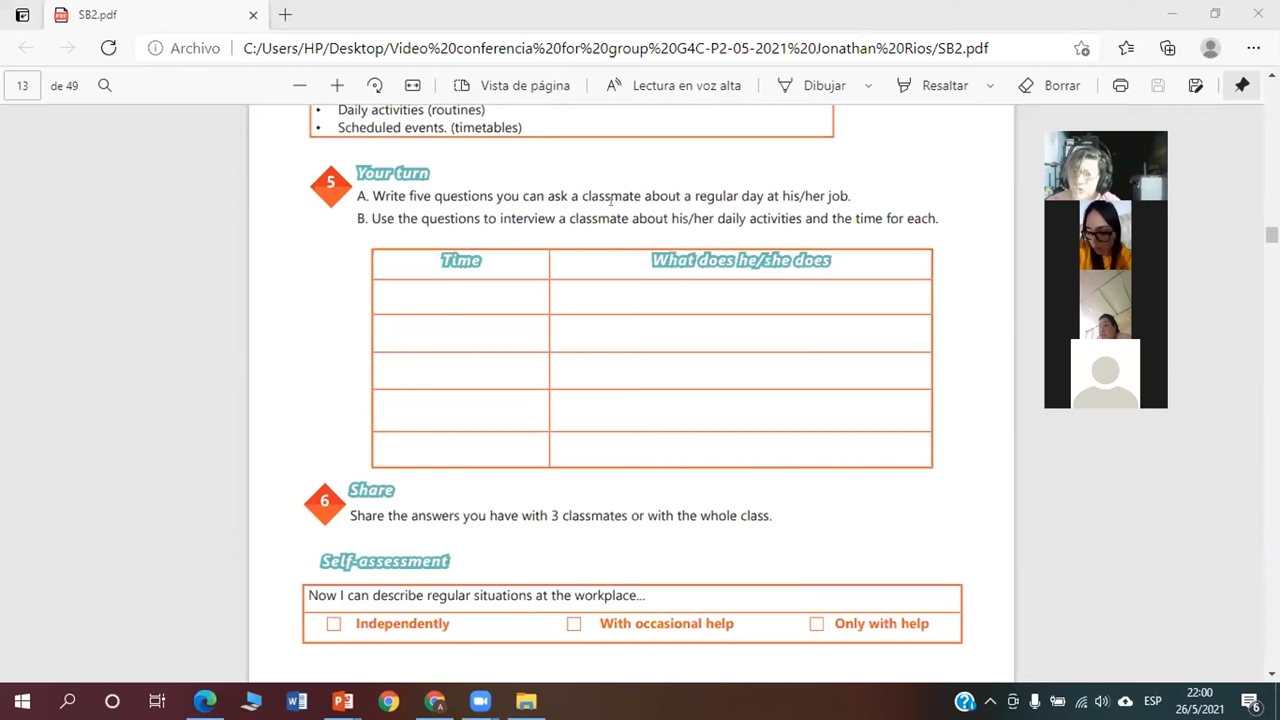 SB2.pdf
Archivo
C:/Users/HP/Desktop/Video%20conferencia%20for%20group%20G4C-P2-05-2021%20Jonathan%20Rios/SB2.pdf
13
de 49
Vista de página
Lectura en voz alta
Dibujar
Resaltar
Borrar
• Daily activities (routines)
• Scheduled events. (timetables)
5
Your turn
A. Write five questions you can ask a classmate about a regular day at his/her job.
B. Use the questions to interview a classmate about his/her daily activities and the time for each.
Time
What does he/she does
6
Share
Share the answers you have with 3 classmates or with the whole class.
Self-assessment
Now I can describe regular situations at the workplace...
Independently
With occasional help
Only with help
ESP
22:00
26/5/2021
6